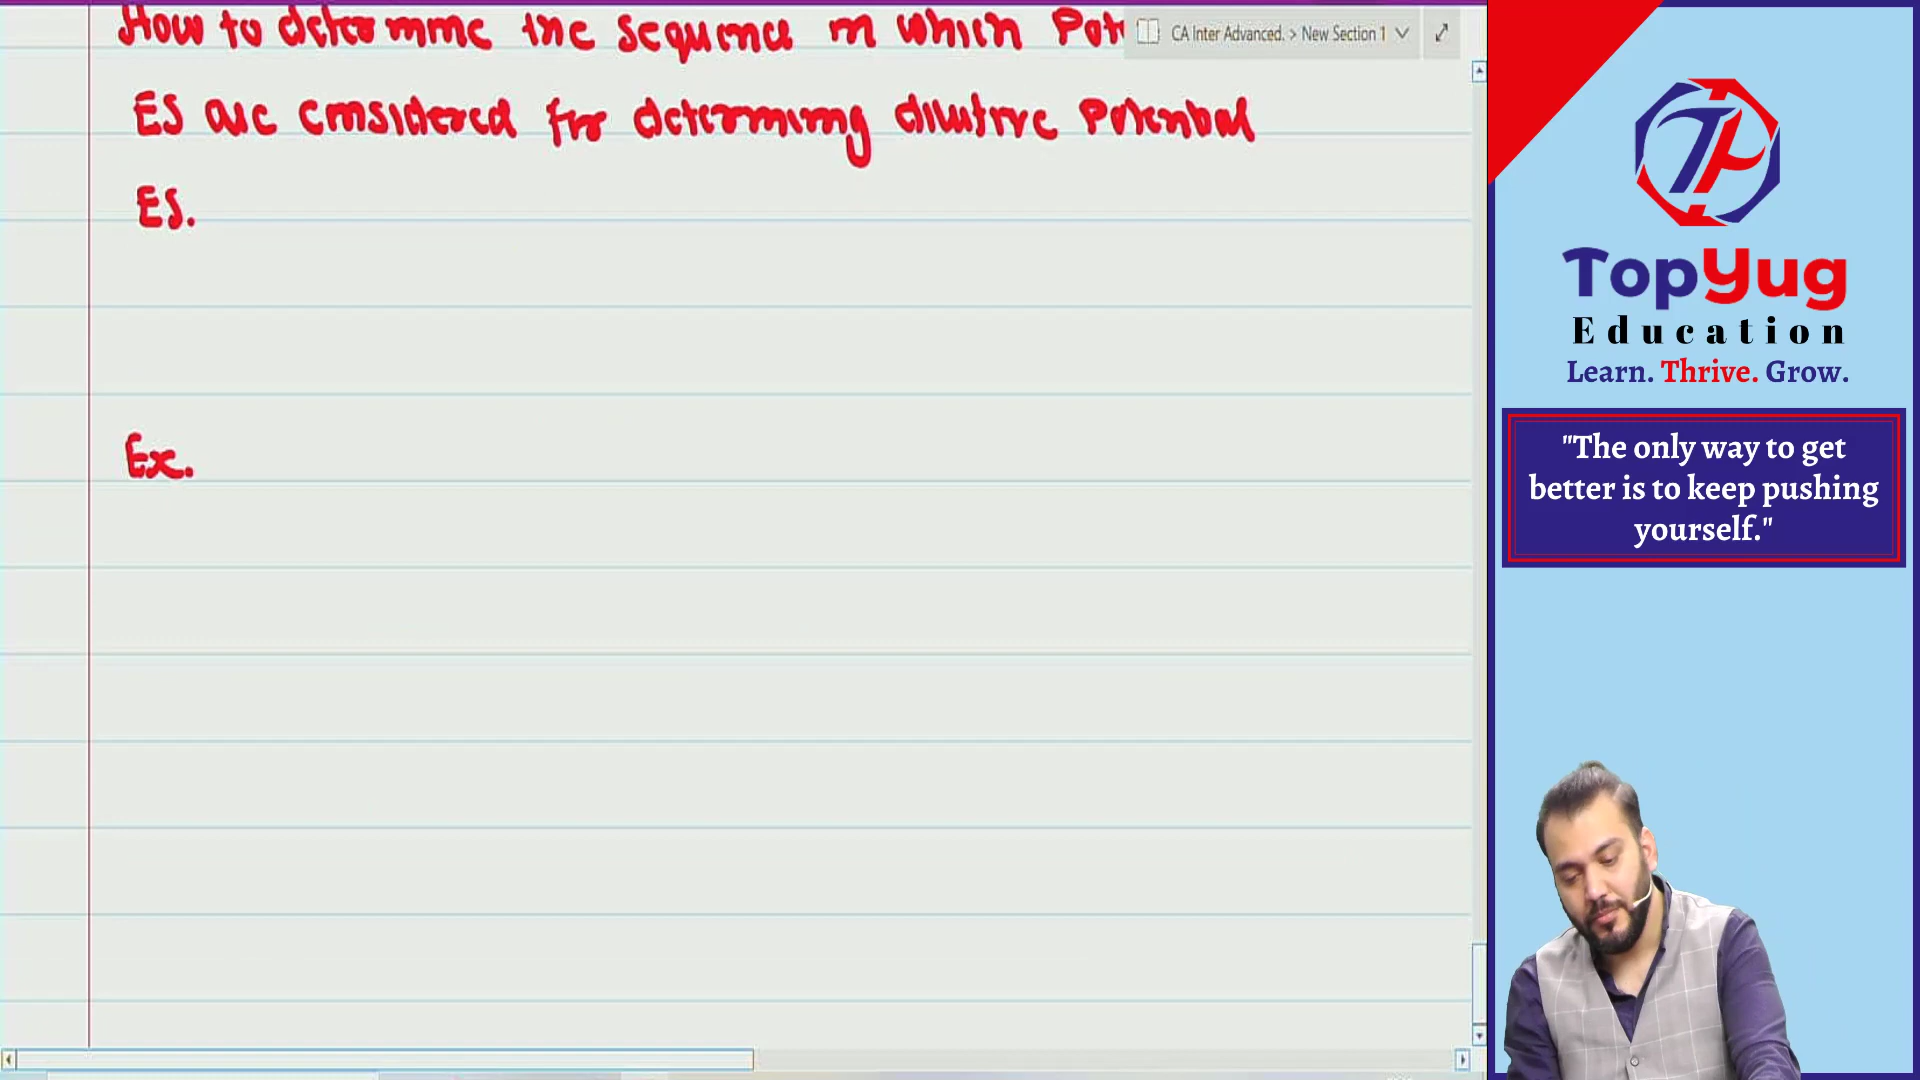 How to determine the sequence in which Pote
CA Inter Advanced. > New Section 1
ES are considered for determining dilutive Potential
ES.
Ex.
TopYug
Education
Learn. Thrive. Grow.
"The only way to get
better is to keep pushing
yourself."